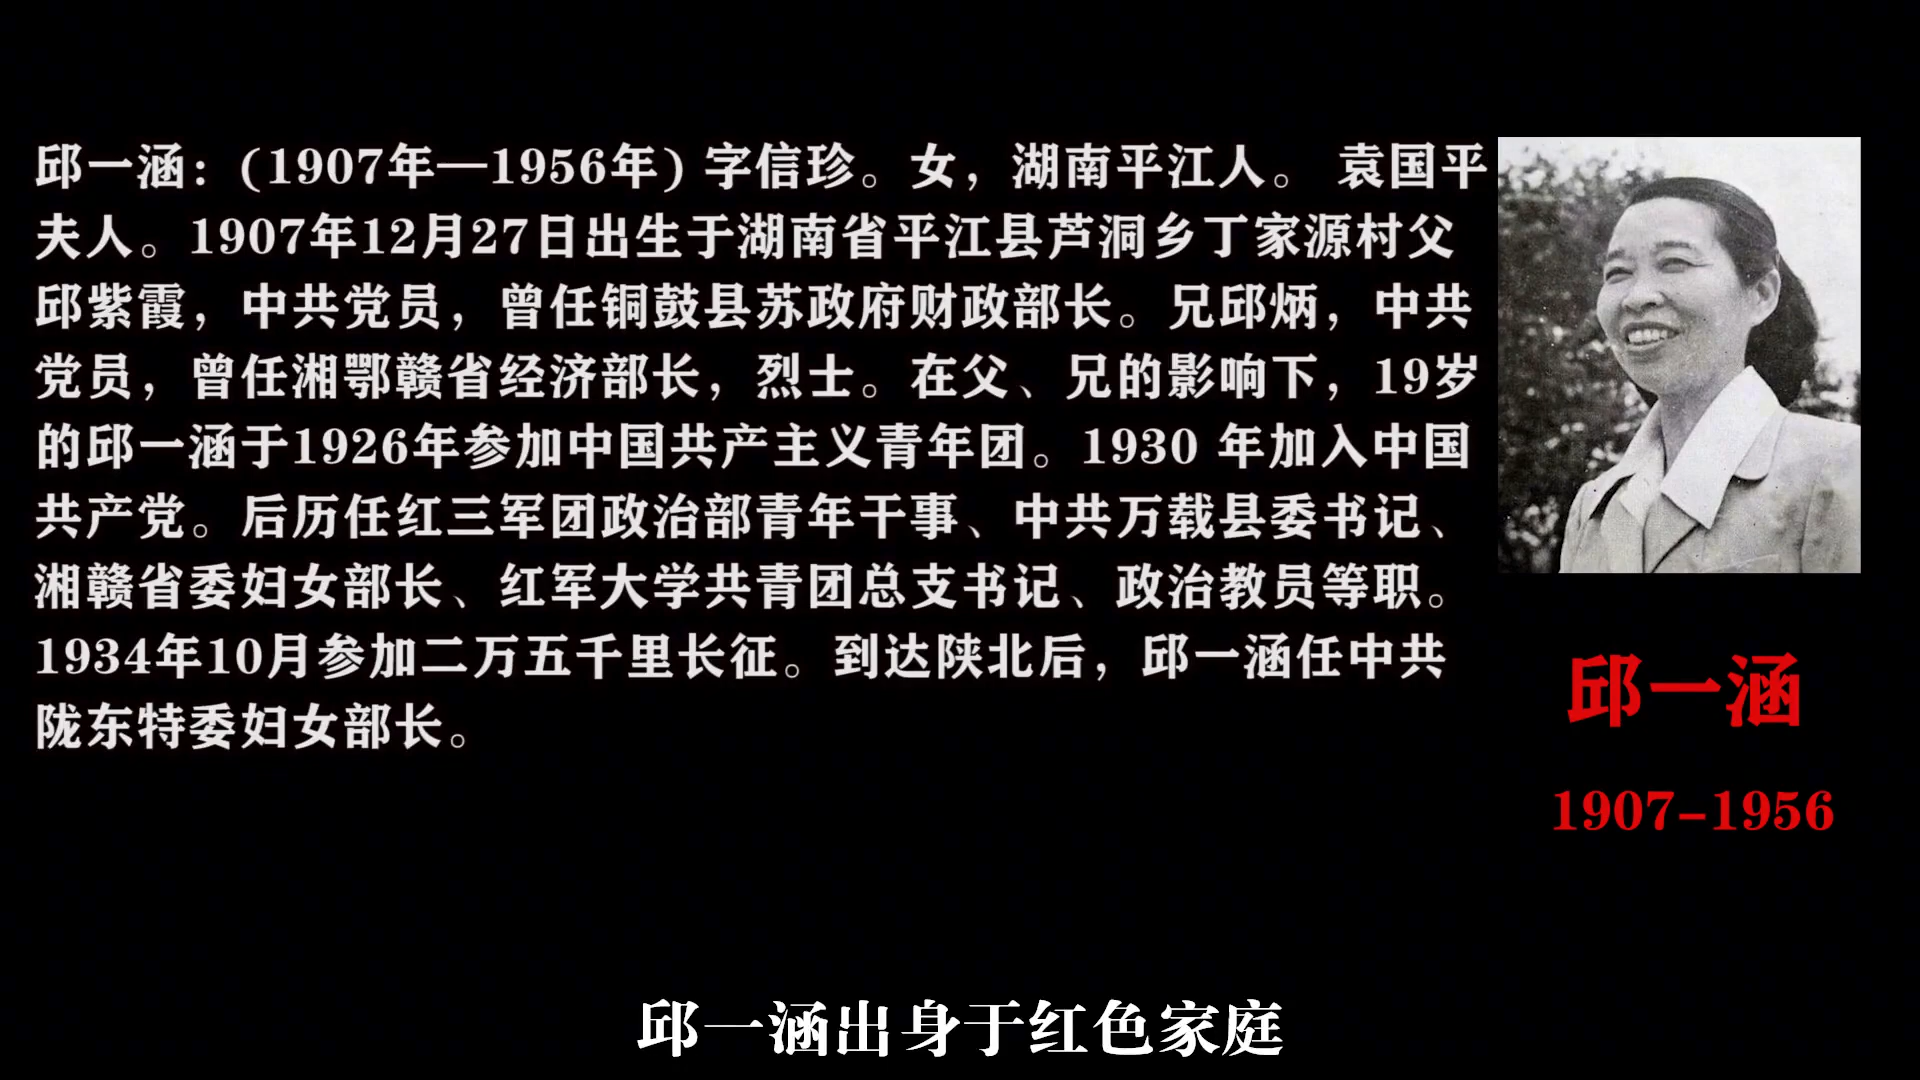 邱一涵：(1907年—1956年) 字信珍。女，湖南平江人。 袁国平
夫人。1907年12月27日出生于湖南省平江县芦洞乡丁家源村父
邱紫霞，中共党员，曾任铜鼓县苏政府财政部长。兄邱炳，中共
党员，曾任湘鄂赣省经济部长，烈士。在父、兄的影响下，19岁
的邱一涵于1926年参加中国共产主义青年团。1930 年加入中国
共产党。后历任红三军团政治部青年干事、中共万载县委书记、
湘赣省委妇女部长、红军大学共青团总支书记、政治教员等职。
1934年10月参加二万五千里长征。到达陕北后，邱一涵任中共
陇东特委妇女部长。
邱一涵
1907-1956
邱一涵出身于红色家庭